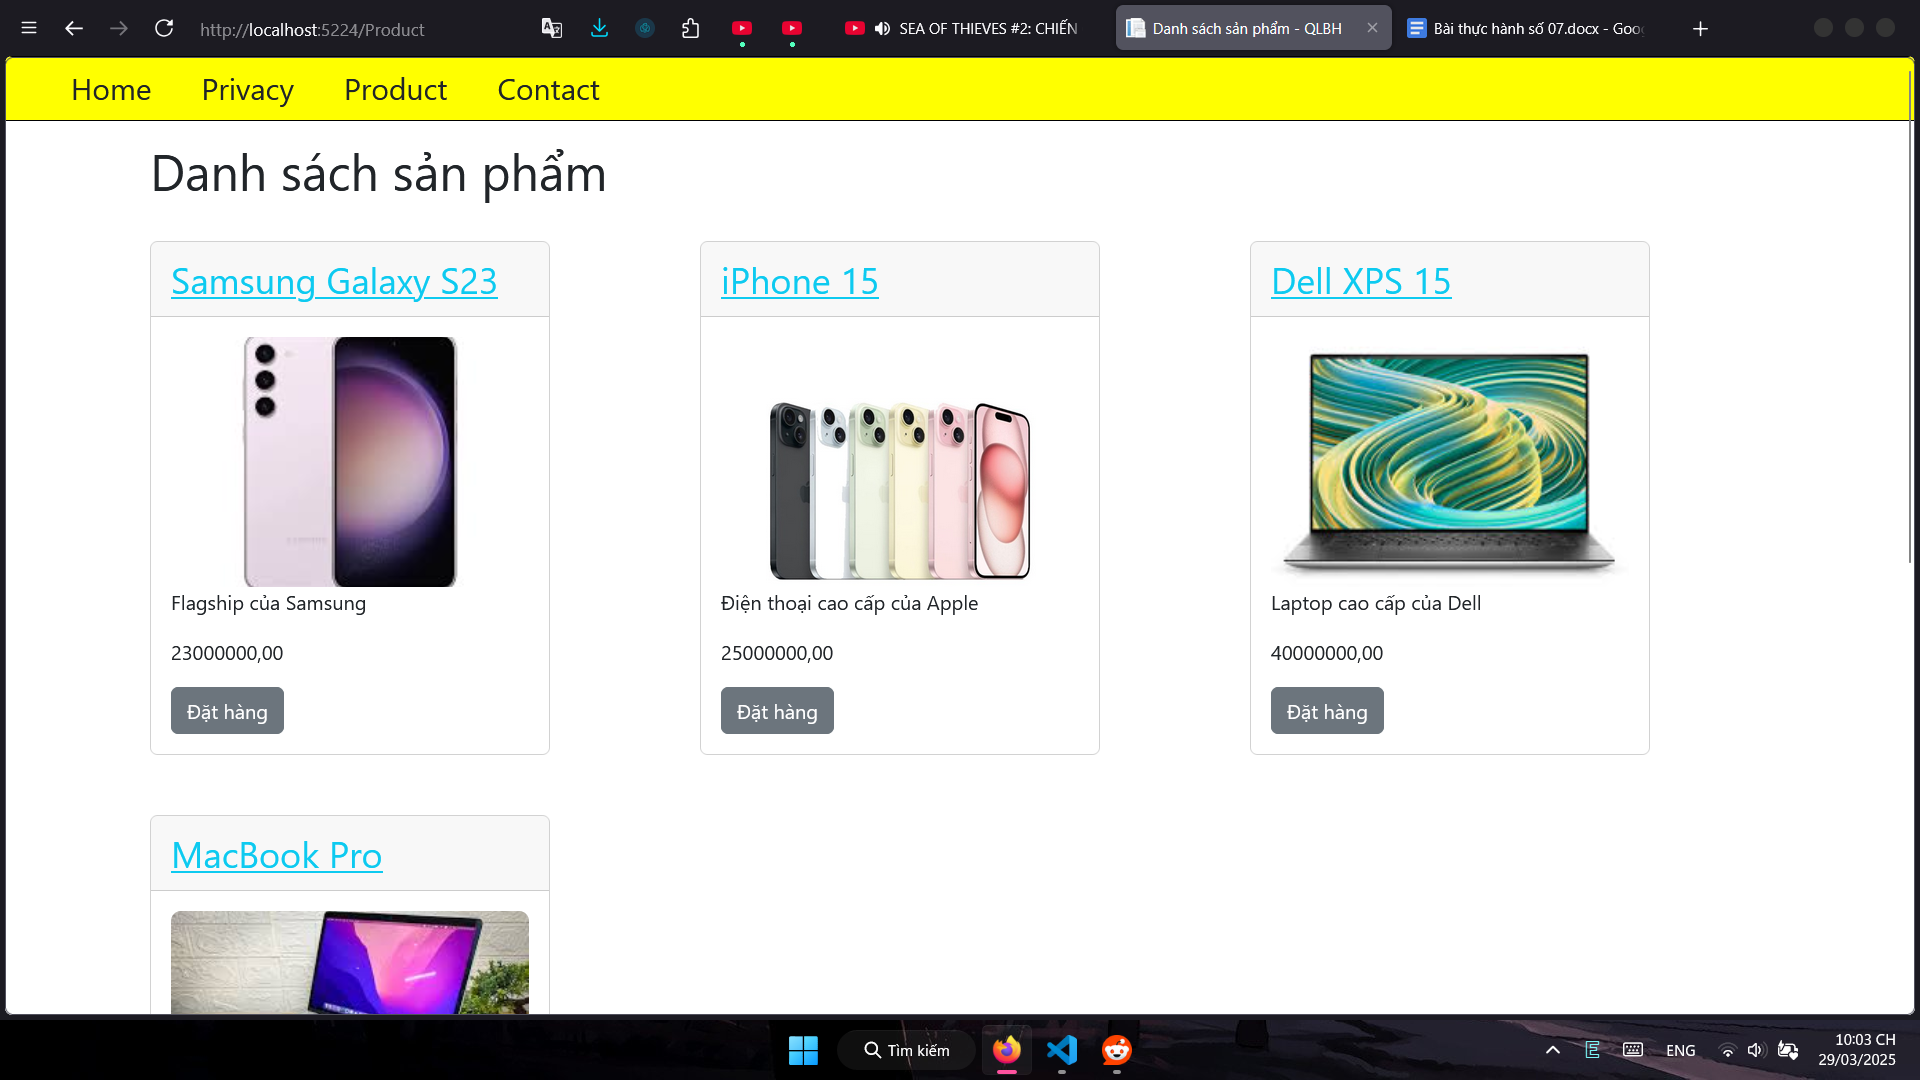 http://localhost:5224/Product
SEA OF THIEVES #2: CHIẾN
Danh sách sản phẩm - QLBH
Bài thực hành số 07.docx - Goo
Home Privacy Product Contact
Danh sách sản phẩm
Samsung Galaxy S23
Flagship của Samsung
23000000,00
Đặt hàng
iPhone 15
Điện thoại cao cấp của Apple
25000000,00
Đặt hàng
Dell XPS 15
Laptop cao cấp của Dell
40000000,00
Đặt hàng
MacBook Pro
Tìm kiếm
ENG
10:03 CH
29/03/2025